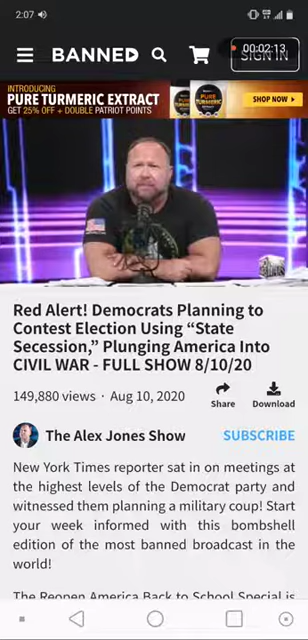 2:07
BANNED
SIGN IN
00:02:13
INTRODUCING
PURE TURMERIC EXTRACT
GET 25% OFF + DOUBLE PATRIOT POINTS
PURE TURMERIC
SHOP NOW
Red Alert! Democrats Planning to
Contest Election Using “State
Secession,” Plunging America Into
CIVIL WAR - FULL SHOW 8/10/20
149,880 views · Aug 10, 2020
Share
Download
The Alex Jones Show
SUBSCRIBE
New York Times reporter sat in on meetings at
the highest levels of the Democrat party and
witnessed them planning a military coup! Start
your week informed with this bombshell
edition of the most banned broadcast in the
world!
The Reopen America Back to School Special is